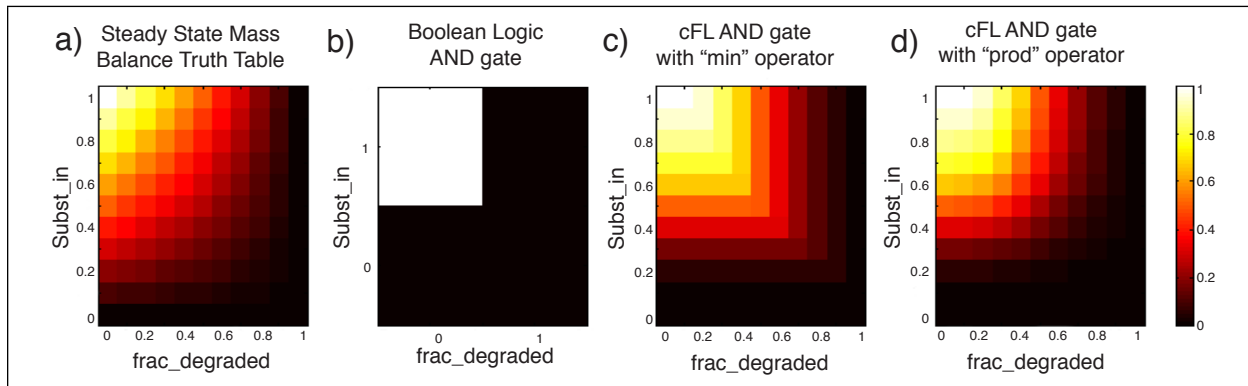 a) Steady State Mass
Balance Truth Table
Subst_in
1
0.8
0.6
0.4
0.2
0
0 0.2 0.4 0.6 0.8 1
frac_degraded
b) Boolean Logic
AND gate
1
0
0 1
frac_degraded
c) cFL AND gate
with “min” operator
Subst_in
1
0.8
0.6
0.4
0.2
0
0 0.2 0.4 0.6 0.8 1
frac_degraded
d) cFL AND gate
with “prod” operator
Subst_in
1
0.8
0.6
0.4
0.2
0
0 0.2 0.4 0.6 0.8 1
frac_degraded
1
0.8
0.6
0.4
0.2
0